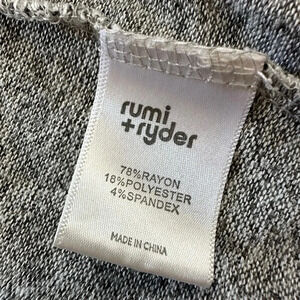 rumi
+ryder
78%RAYON
18%POLYESTER
4%SPANDEX
MADE IN CHINA